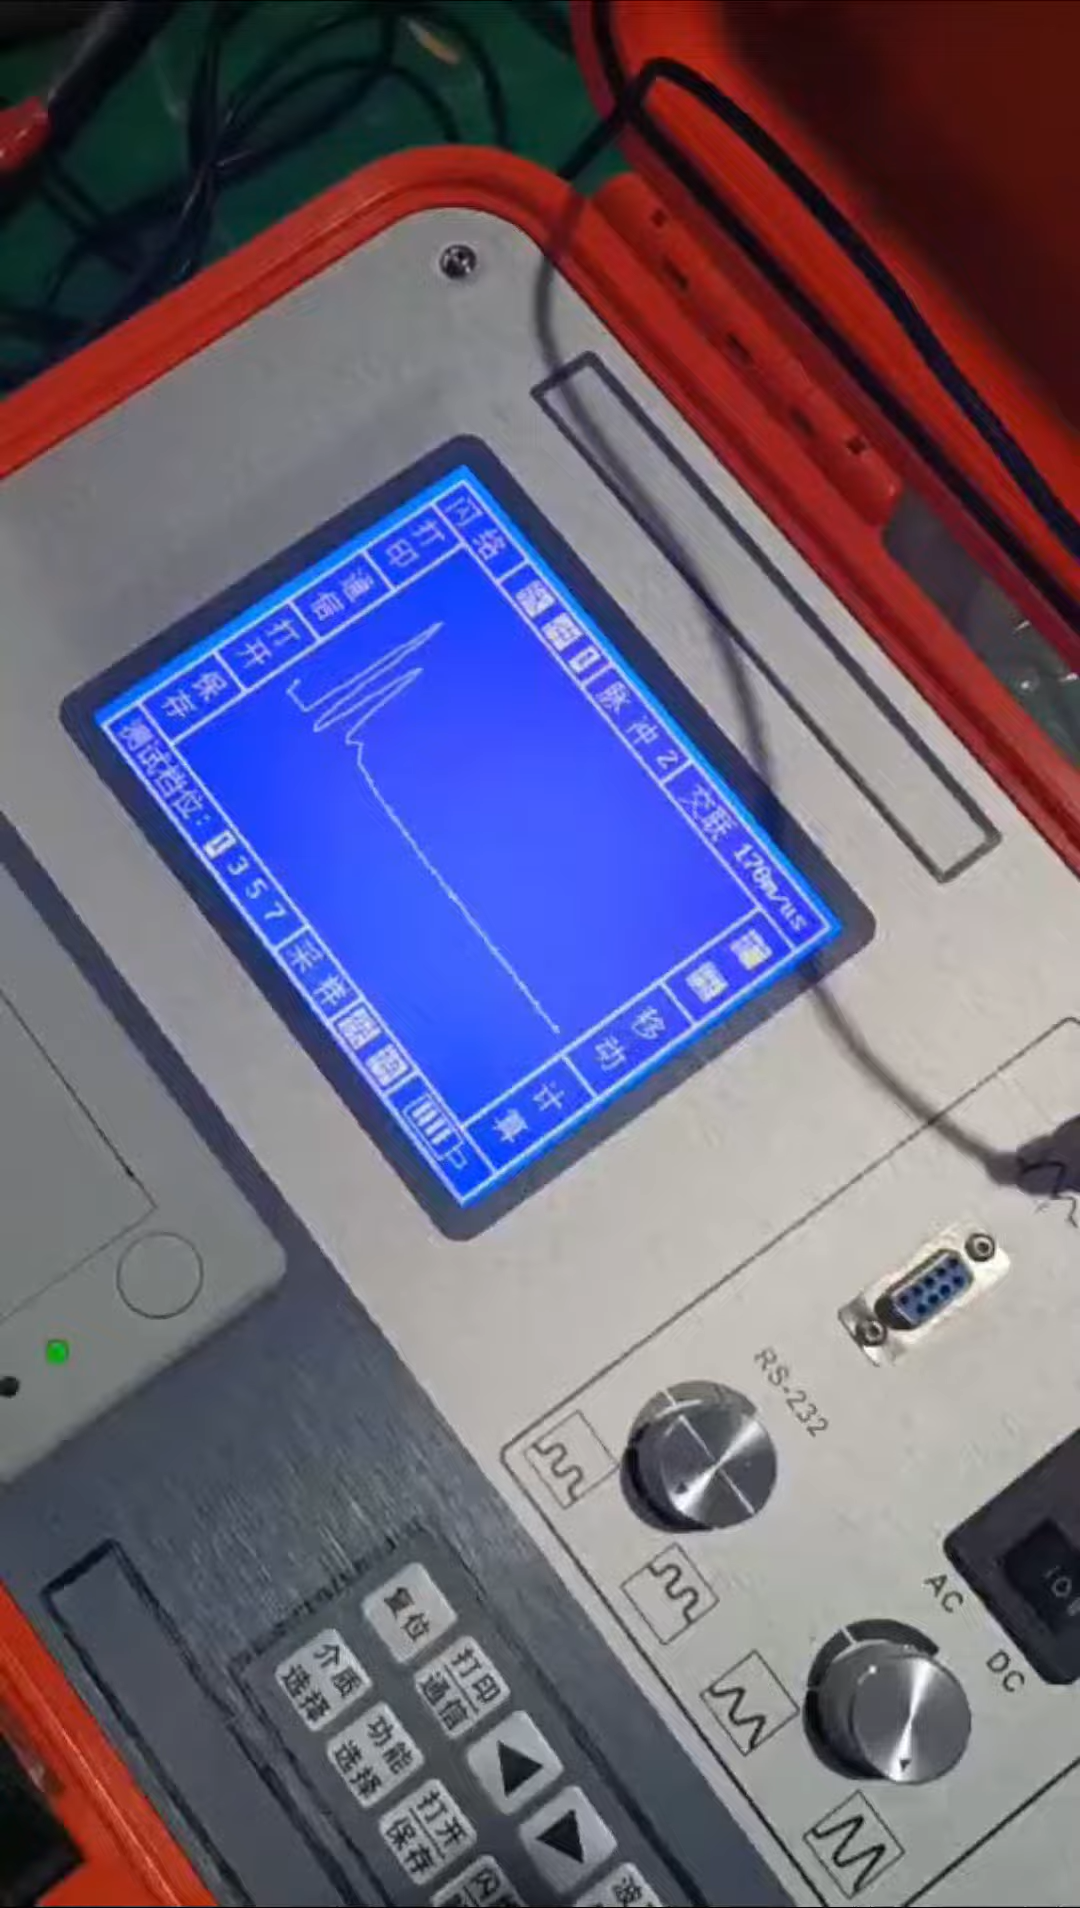 闪络
脉冲2
交联 170m/us
打印
通信
打开
保存
移动
计算
测试档位：1 3 5 7
采样
RS-232
AC
DC
复位
打印
通信
介质
选择
功能
选择
打开
保存